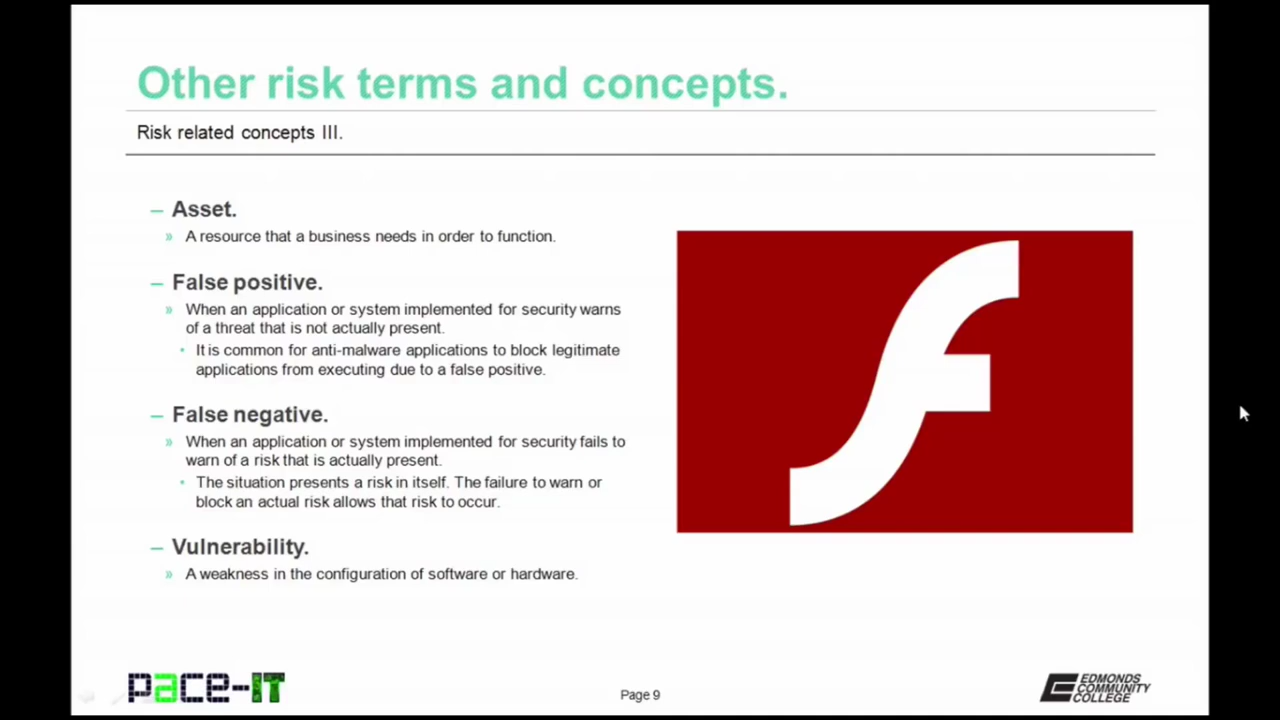 Other risk terms and concepts.
Risk related concepts III.
– Asset.
» A resource that a business needs in order to function.
– False positive.
» When an application or system implemented for security warns
of a threat that is not actually present.
• It is common for anti-malware applications to block legitimate
applications from executing due to a false positive.
– False negative.
» When an application or system implemented for security fails to
warn of a risk that is actually present.
• The situation presents a risk in itself. The failure to warn or
block an actual risk allows that risk to occur.
– Vulnerability.
» A weakness in the configuration of software or hardware.
pace-IT
Page 9
EDMONDS
COMMUNITY
COLLEGE